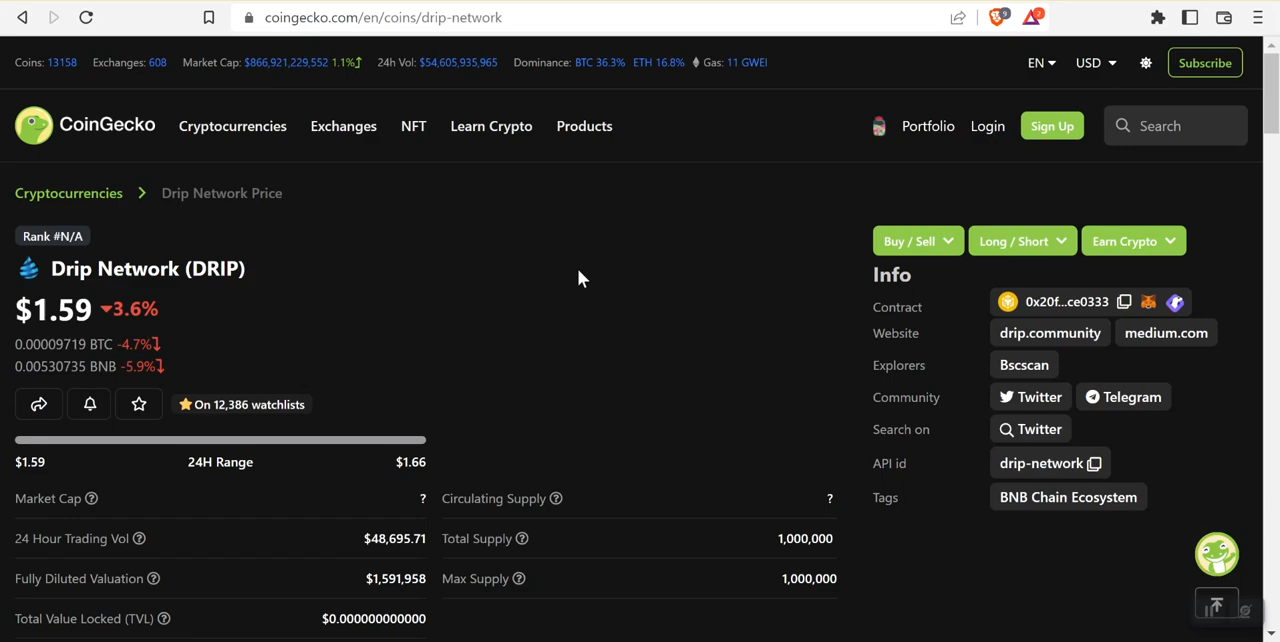 coingecko.com/en/coins/drip-network
9
2
Coins: 13158 Exchanges: 608 Market Cap: $866,921,229,552 1.1% 24h Vol: $54,605,935,965 Dominance: BTC 36.3% ETH 16.8% Gas: 11 GWEI
EN USD Subscribe
CoinGecko Cryptocurrencies Exchanges NFT Learn Crypto Products
Portfolio Login Sign Up Search
Cryptocurrencies Drip Network Price
Rank #N/A
Drip Network (DRIP)
$1.59 3.6%
0.00009719 BTC -4.7%
0.00530735 BNB -5.9%
On 12,386 watchlists
$1.59 24H Range $1.66
Market Cap ?
24 Hour Trading Vol $48,695.71
Fully Diluted Valuation $1,591,958
Total Value Locked (TVL) $0.000000000000
Circulating Supply ?
Total Supply 1,000,000
Max Supply 1,000,000
Buy / Sell Long / Short Earn Crypto
Info
Contract 0x20f...ce0333
Website drip.community medium.com
Explorers Bscscan
Community Twitter Telegram
Search on Twitter
API id drip-network
Tags BNB Chain Ecosystem